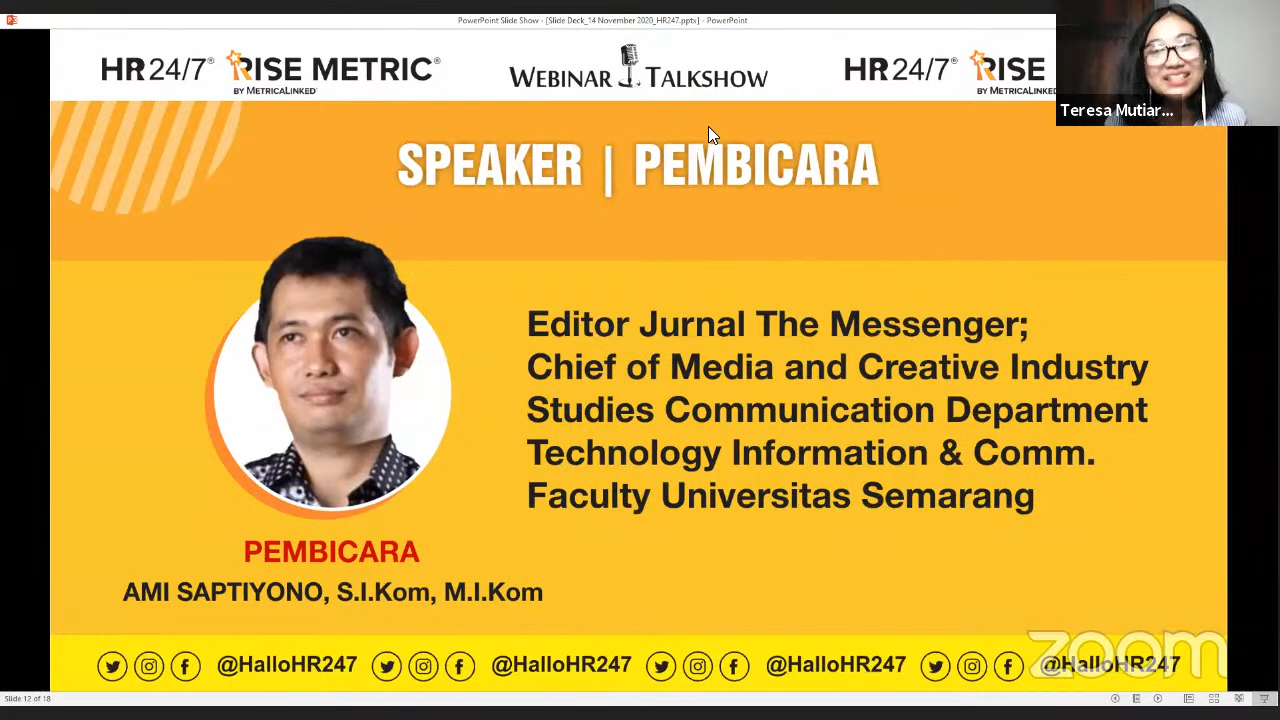 PowerPoint Slide Show - [Slide Deck_14 November 2020_HR247.pptx] - PowerPoint
HR 24/7® RISE METRIC®
BY METRICALINKED®
WEBINAR TALKSHOW
HR 24/7® RISE
BY METRICALINKED
Teresa Mutiar...
SPEAKER | PEMBICARA
Editor Jurnal The Messenger;
Chief of Media and Creative Industry
Studies Communication Department
Technology Information & Comm.
Faculty Universitas Semarang
PEMBICARA
AMI SAPTIYONO, S.I.Kom, M.I.Kom
@HalloHR247 @HalloHR247 @HalloHR247 @HalloHR247
zoom
Slide 12 of 18